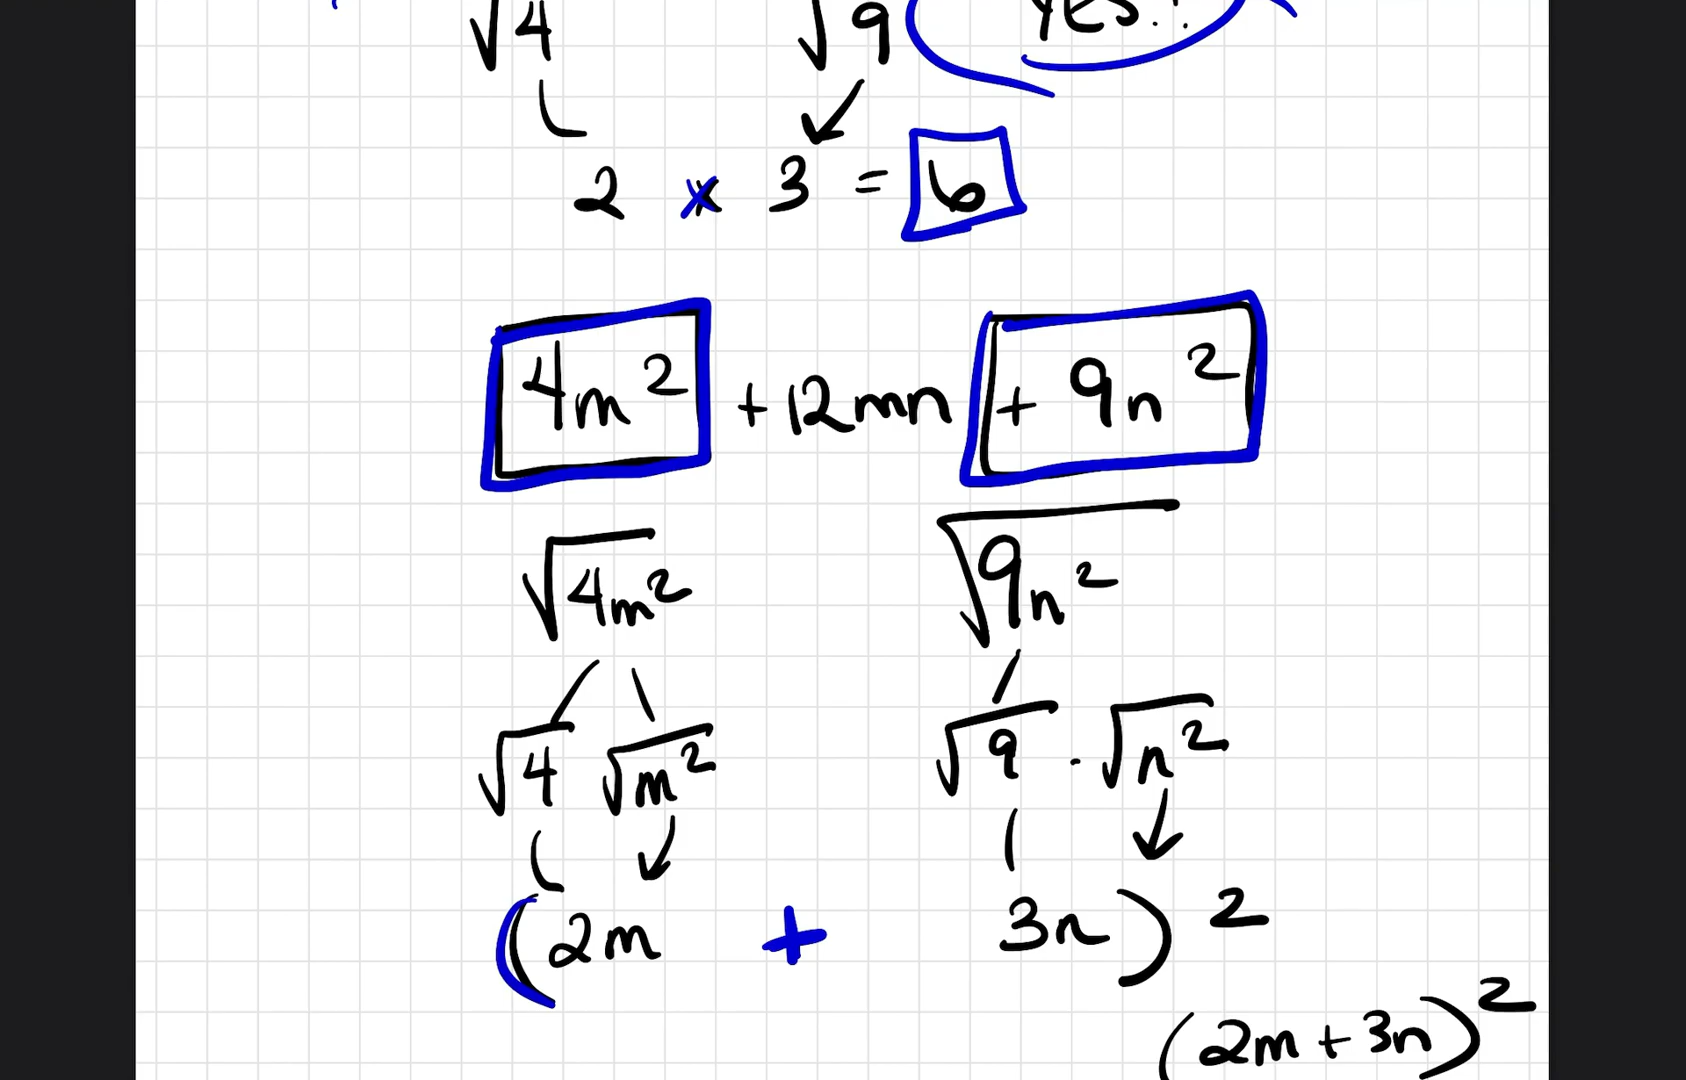 √4 √9 YES!!
2 x 3 = 6
4m² + 12mn + 9n²
√4m² √9n²
√4 √m² √9 · √n²
(2m + 3n)²
(2m + 3n)²